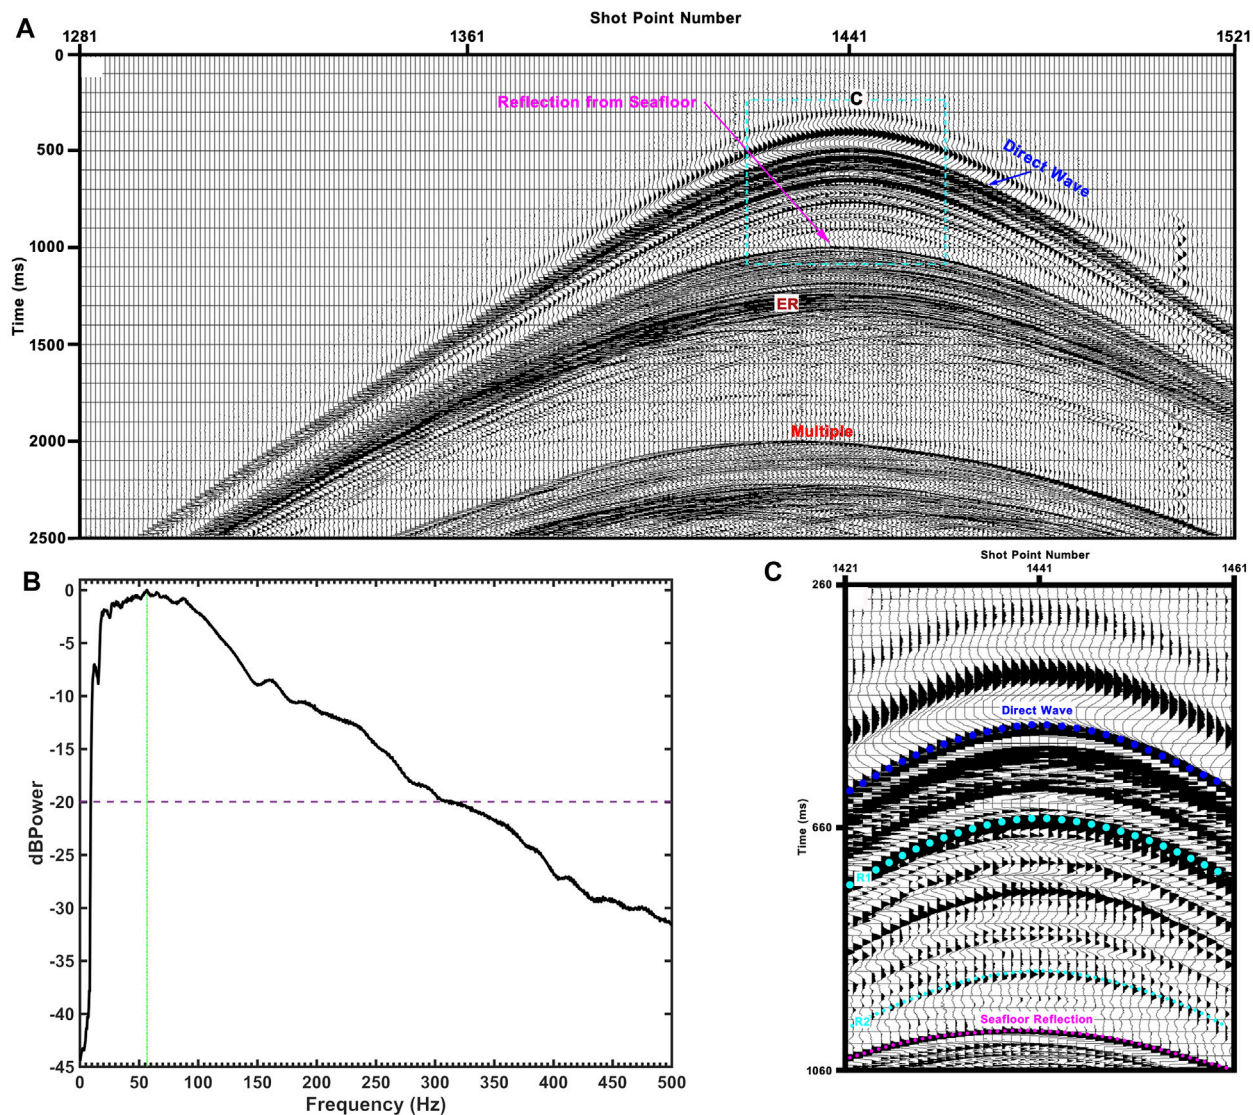 A
Shot Point Number
1281 1361 1441 1521
0
500
1000
1500
2000
2500
Time (ms)
Reflection from Seafloor
C
Direct Wave
ER
Multiple
B
0
-5
-10
-15
-20
-25
-30
-35
-40
-45
dBPower
0 50 100 150 200 250 300 350 400 450 500
Frequency (Hz)
C
Shot Point Number
1421 1441 1461
260
660
1060
Time (ms)
Direct Wave
R1
R2
Seafloor Reflection